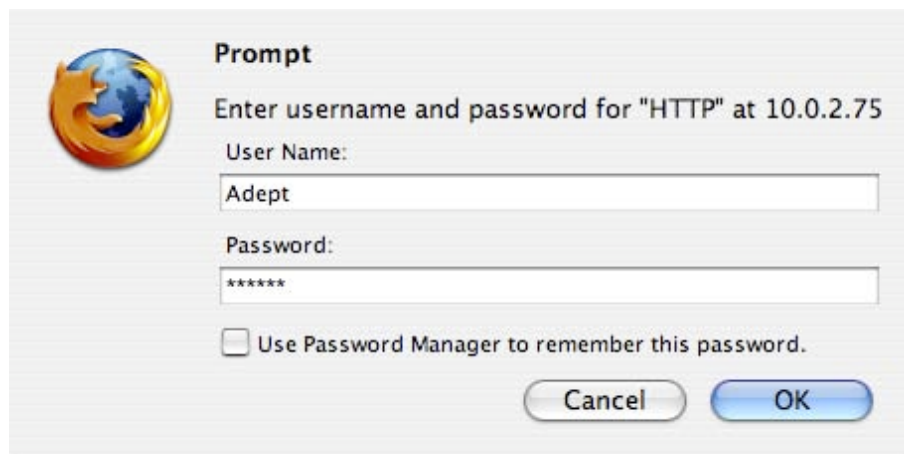 Prompt
Enter username and password for "HTTP" at 10.0.2.75
User Name:
Adept
Password:
******
Use Password Manager to remember this password.
Cancel OK